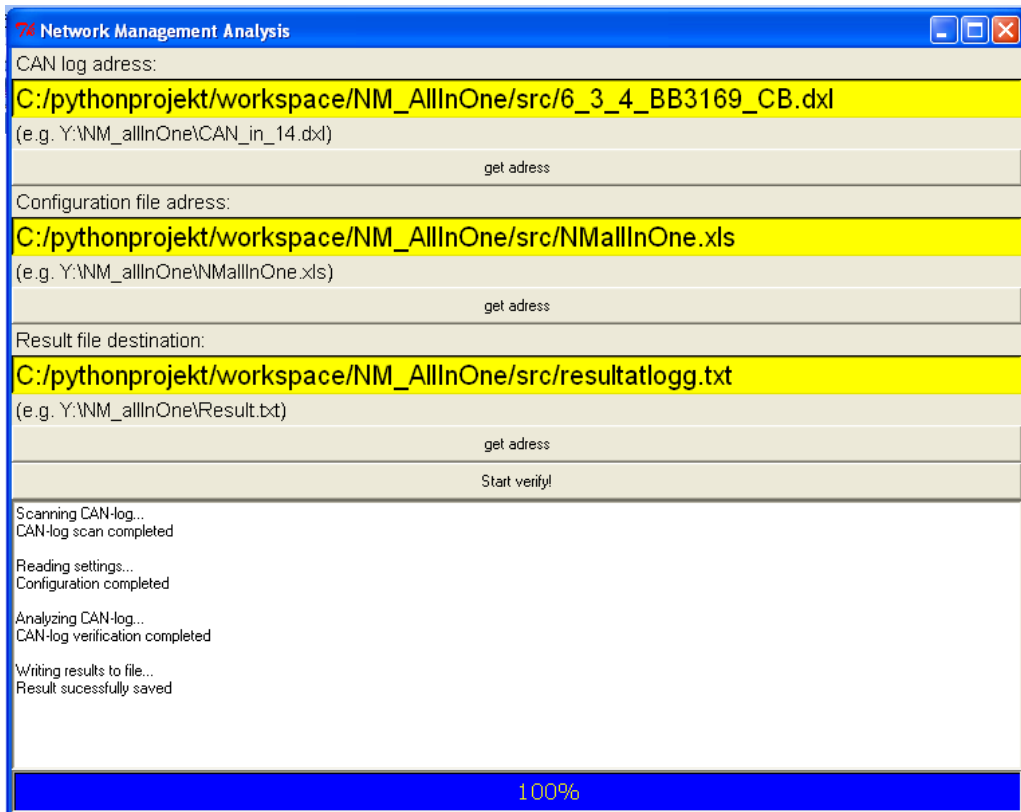 Network Management Analysis
CAN log adress:
C:/pythonprojekt/workspace/NM_AllInOne/src/6_3_4_BB3169_CB.dxl
(e.g. Y:\NM_allInOne\CAN_in_14.dxl)
get adress
Configuration file adress:
C:/pythonprojekt/workspace/NM_AllInOne/src/NMallInOne.xls
(e.g. Y:\NM_allInOne\NMallInOne.xls)
get adress
Result file destination:
C:/pythonprojekt/workspace/NM_AllInOne/src/resultatlogg.txt
(e.g. Y:\NM_allInOne\Result.txt)
get adress
Start verify!
Scanning CAN-log...
CAN-log scan completed
Reading settings...
Configuration completed
Analyzing CAN-log...
CAN-log verification completed
Writing results to file...
Result sucessfully saved
100%